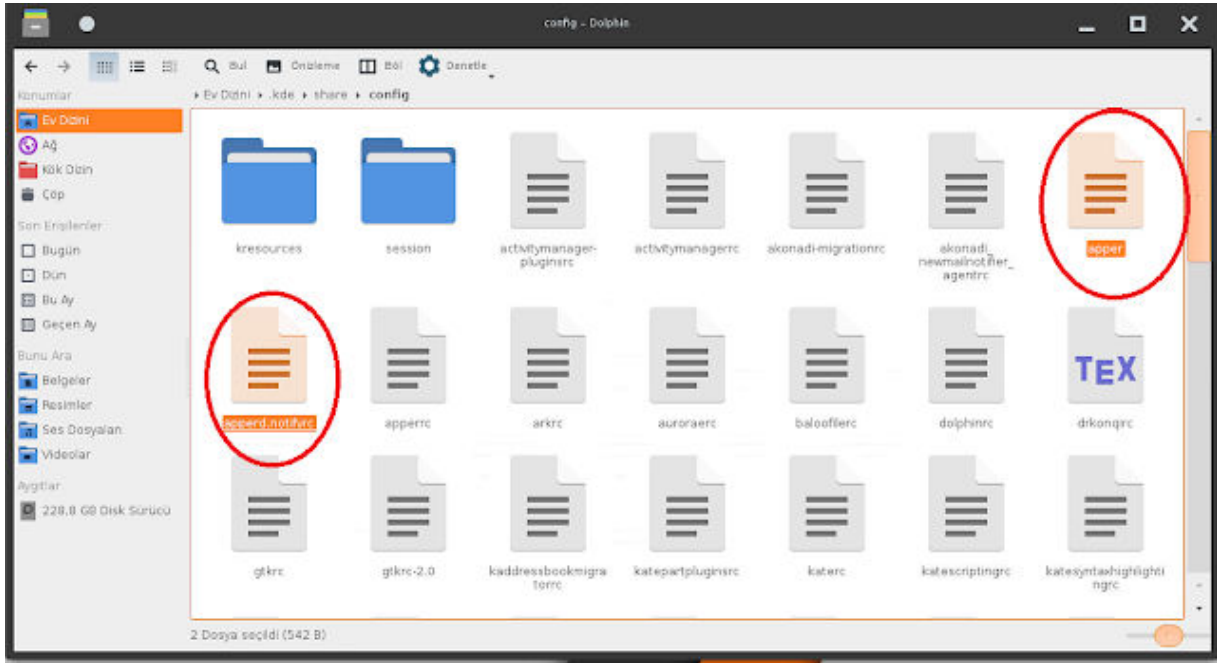 config - Dolphin
Bul Önizleme Böl Denetle
Konumlar
Ev Dizini .kde share config
Ev Dizini
Ağ
Kök Dizin
Çöp
Son Erişilenler
Bugün
Dün
Bu Ay
Geçen Ay
Bunu Ara
Belgeler
Resimler
Ses Dosyaları
Videolar
Aygıtlar
228,8 GB Disk Sürücü
kresources
session
activitymanager-
pluginsrc
activitymanagerrc
akonadi-migrationrc
akonadi_
newmailnotifier_
agentrc
apper
apperd.notifyrc
apperrc
arkrc
auroraerc
baloofilerc
dolphinrc
TEX
drkonqirc
gtkrc
gtkrc-2.0
kaddressbookmigra
torrc
katepartpluginsrc
katerc
katescriptingrc
katesyntaxhighlighti
ngrc
2 Dosya seçildi (542 B)